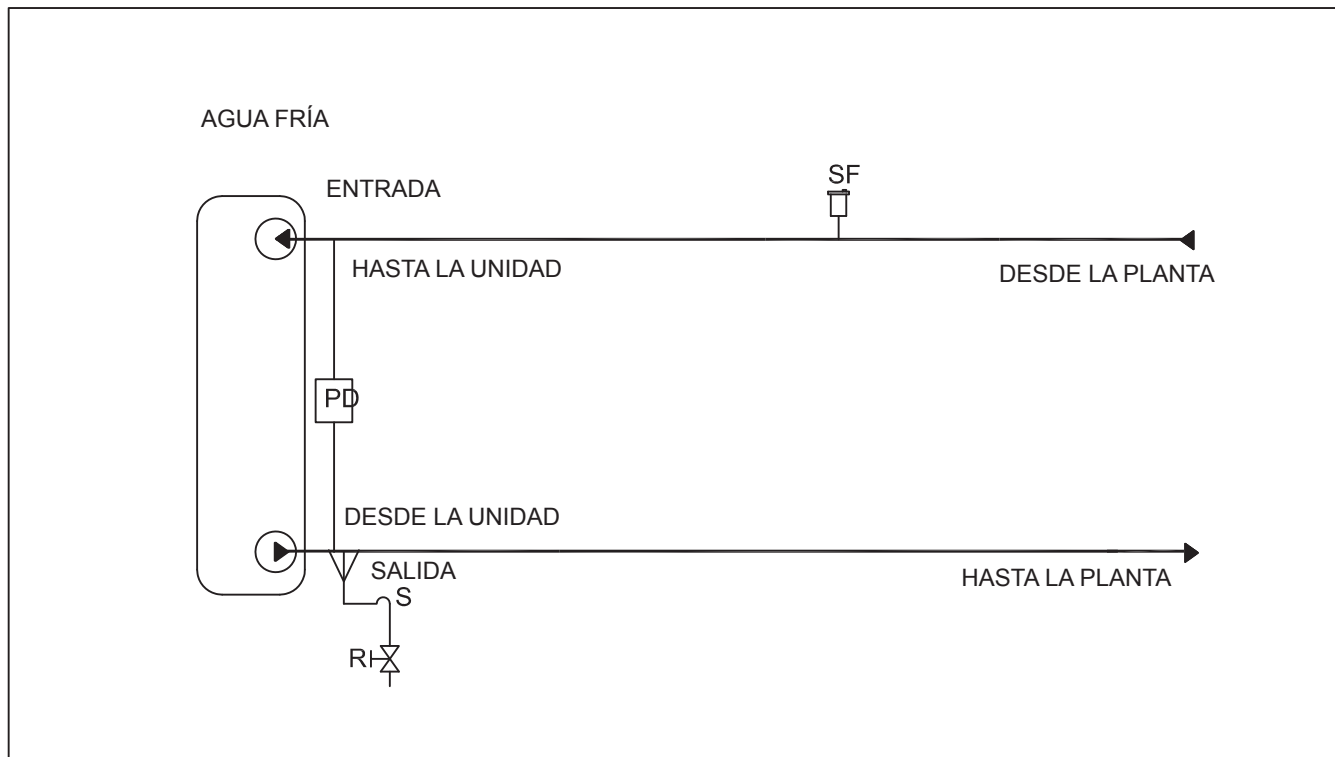 AGUA FRÍA
ENTRADA
SF
HASTA LA UNIDAD
DESDE LA PLANTA
PD
DESDE LA UNIDAD
SALIDA
HASTA LA PLANTA
S
R